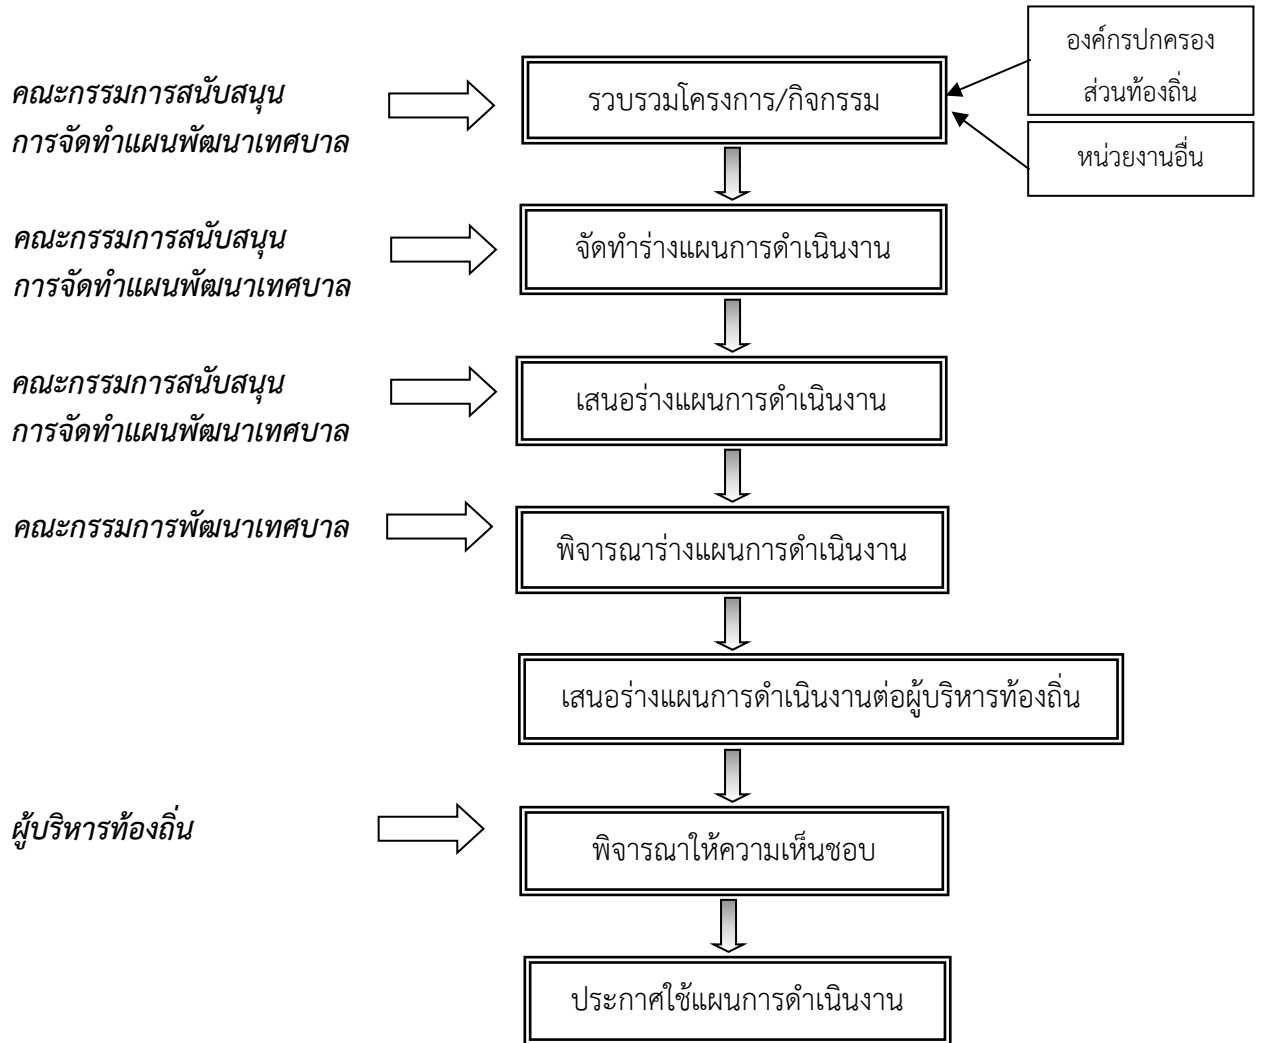 องค์กรปกครอง
ส่วนท้องถิ่น
คณะกรรมการสนับสนุน
การจัดทำแผนพัฒนาเทศบาล
รวบรวมโครงการ/กิจกรรม
หน่วยงานอื่น
คณะกรรมการสนับสนุน
การจัดทำแผนพัฒนาเทศบาล
จัดทำร่างแผนการดำเนินงาน
คณะกรรมการสนับสนุน
การจัดทำแผนพัฒนาเทศบาล
เสนอร่างแผนการดำเนินงาน
คณะกรรมการพัฒนาเทศบาล
พิจารณาร่างแผนการดำเนินงาน
เสนอร่างแผนการดำเนินงานต่อผู้บริหารท้องถิ่น
ผู้บริหารท้องถิ่น
พิจารณาให้ความเห็นชอบ
ประกาศใช้แผนการดำเนินงาน